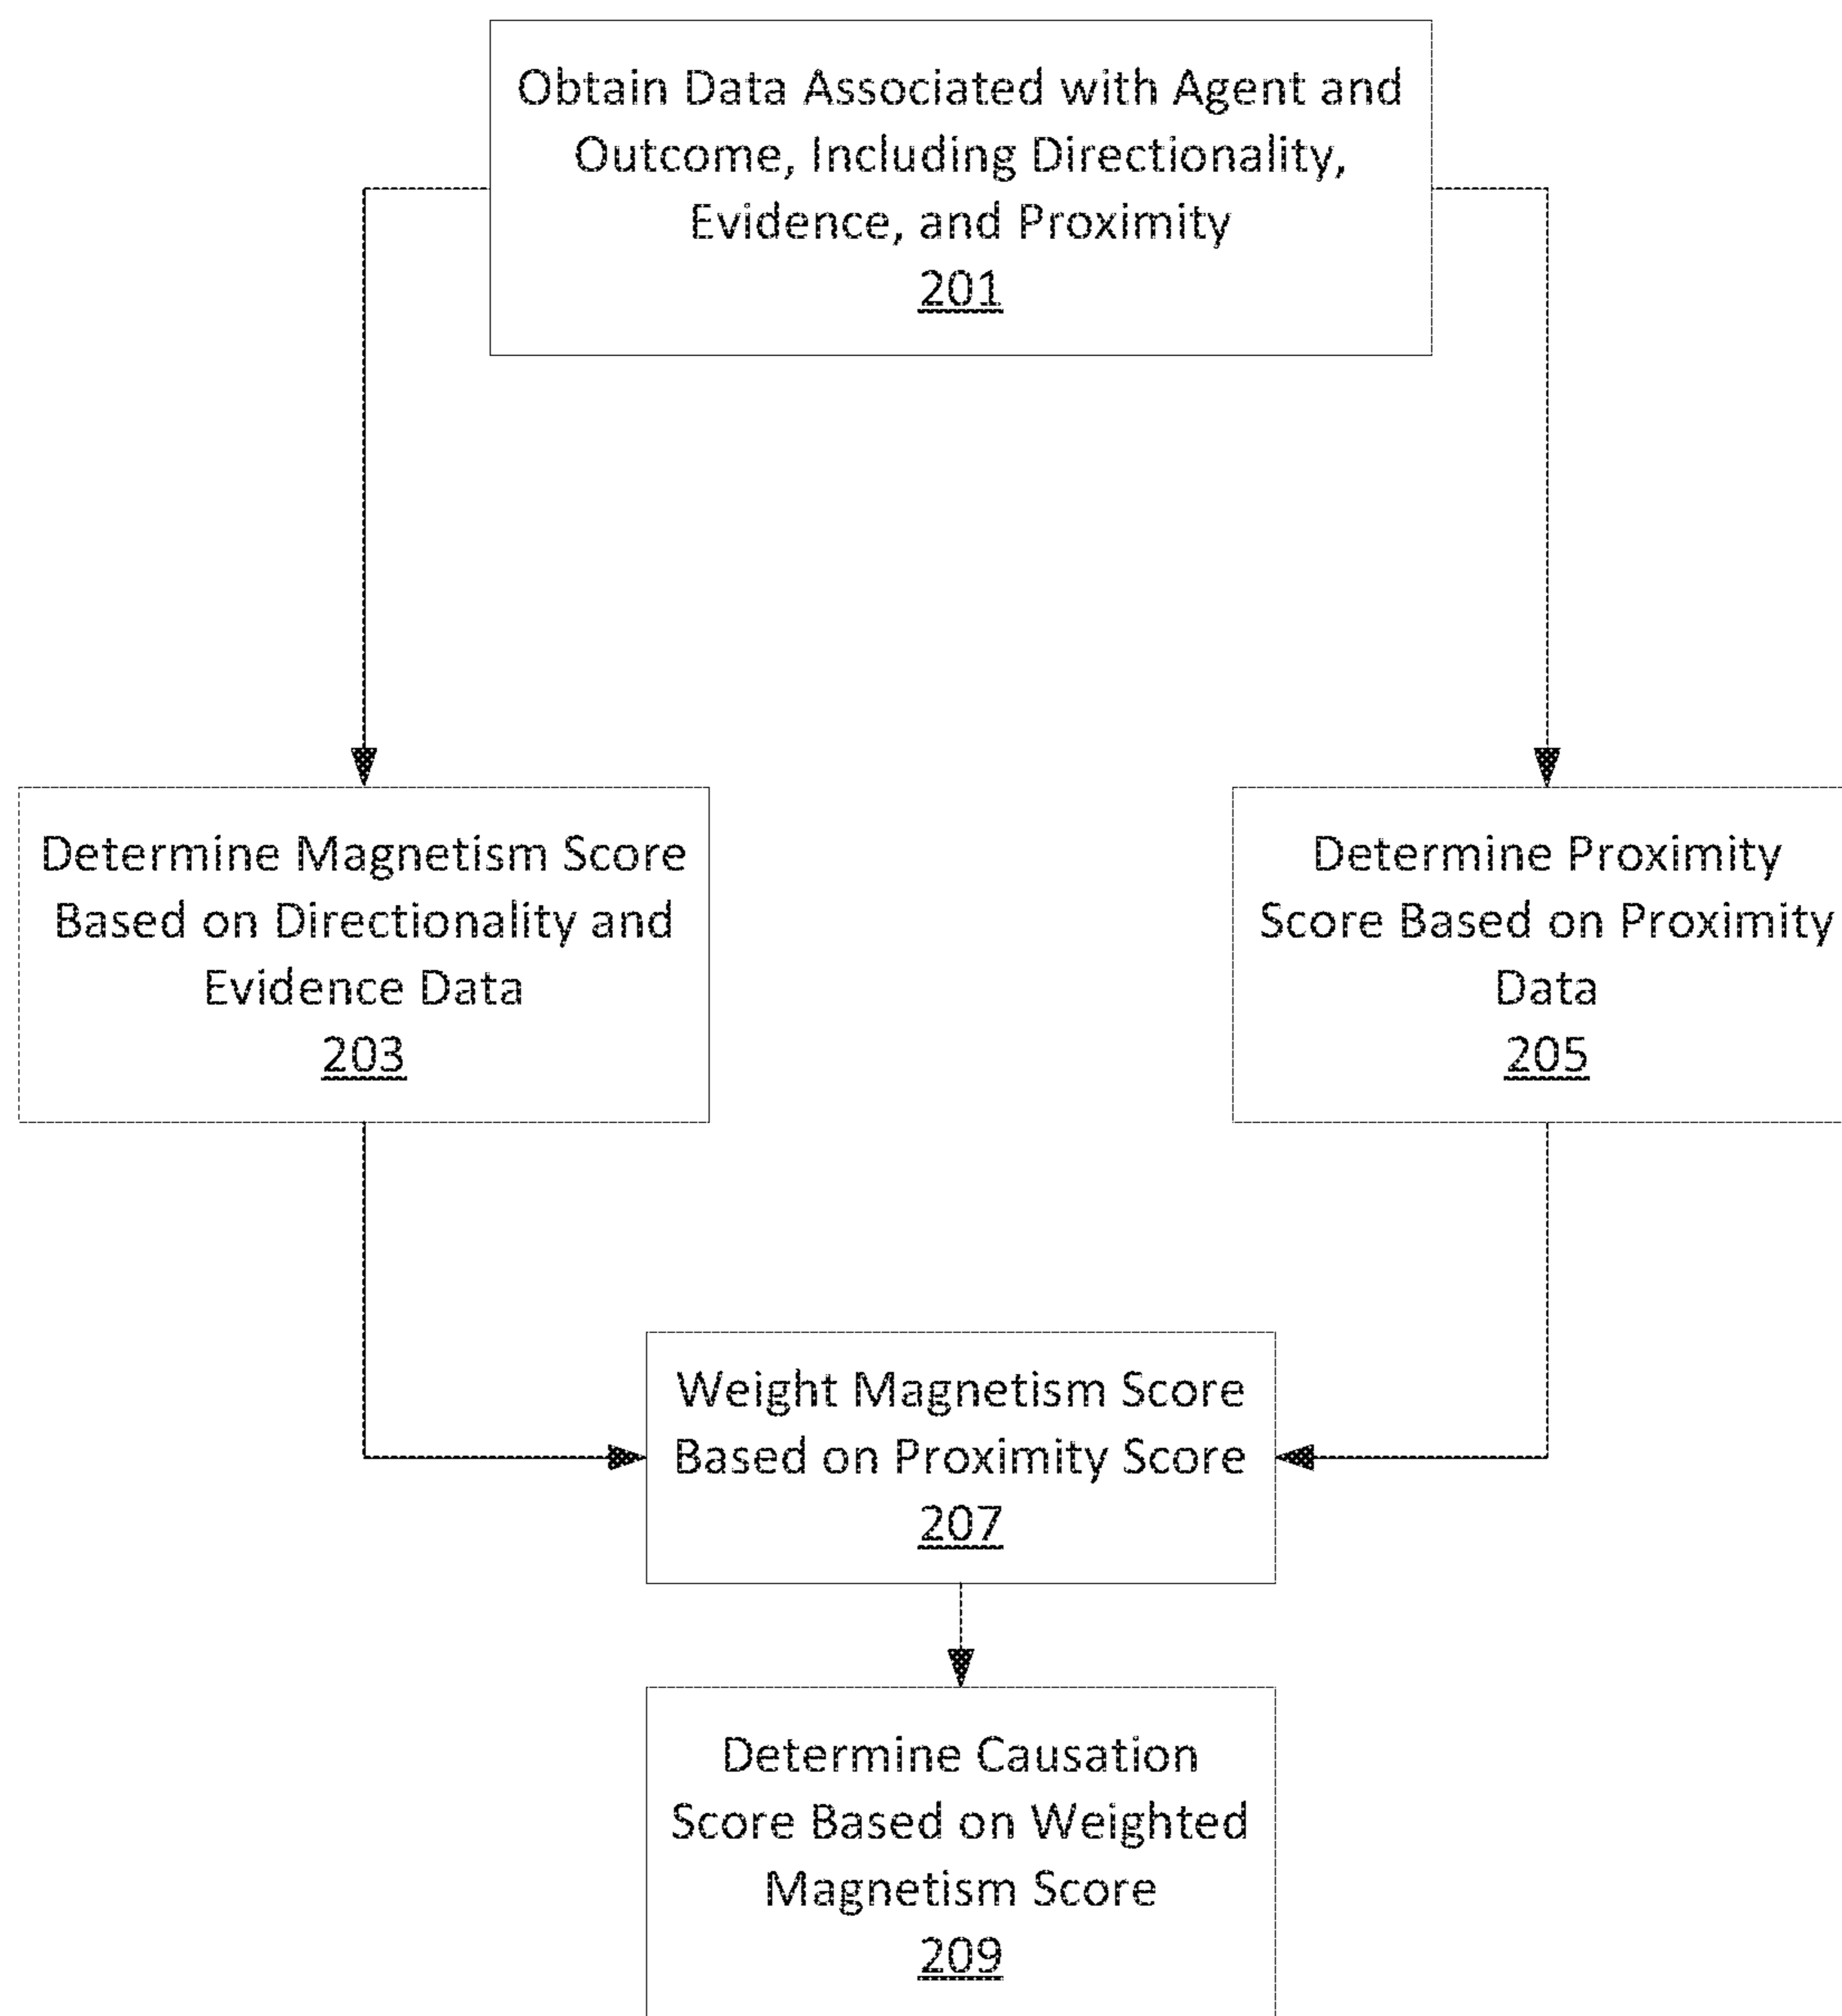 Obtain Data Associated with Agent and
Outcome, Including Directionality,
Evidence, and Proximity
201
Determine Magnetism Score
Based on Directionality and
Evidence Data
203
Determine Proximity
Score Based on Proximity
Data
205
Weight Magnetism Score
Based on Proximity Score
207
Determine Causation
Score Based on Weighted
Magnetism Score
209